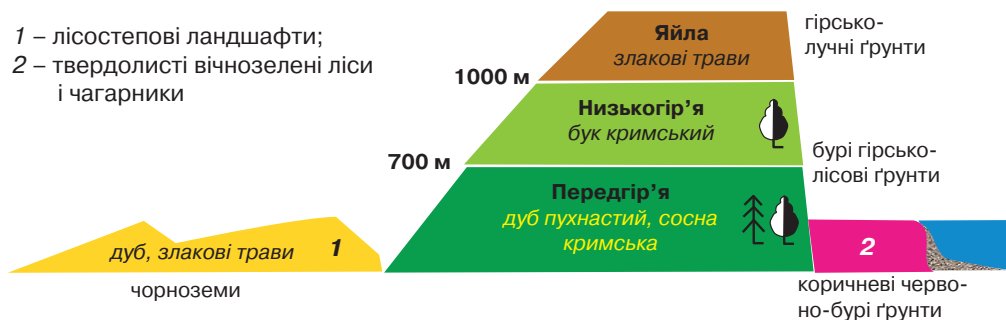 1 – лісостепові ландшафти;
2 – твердолисті вічнозелені ліси
і чагарники
Яйла
злакові трави
гірсько-
лучні ґрунти
1000 м
Низькогір’я
бук кримський
700 м
бурі гірсько-
лісові ґрунти
Передгір’я
дуб пухнастий, сосна
кримська
дуб, злакові трави 1
2
чорноземи
коричневі черво-
но-бурі ґрунти